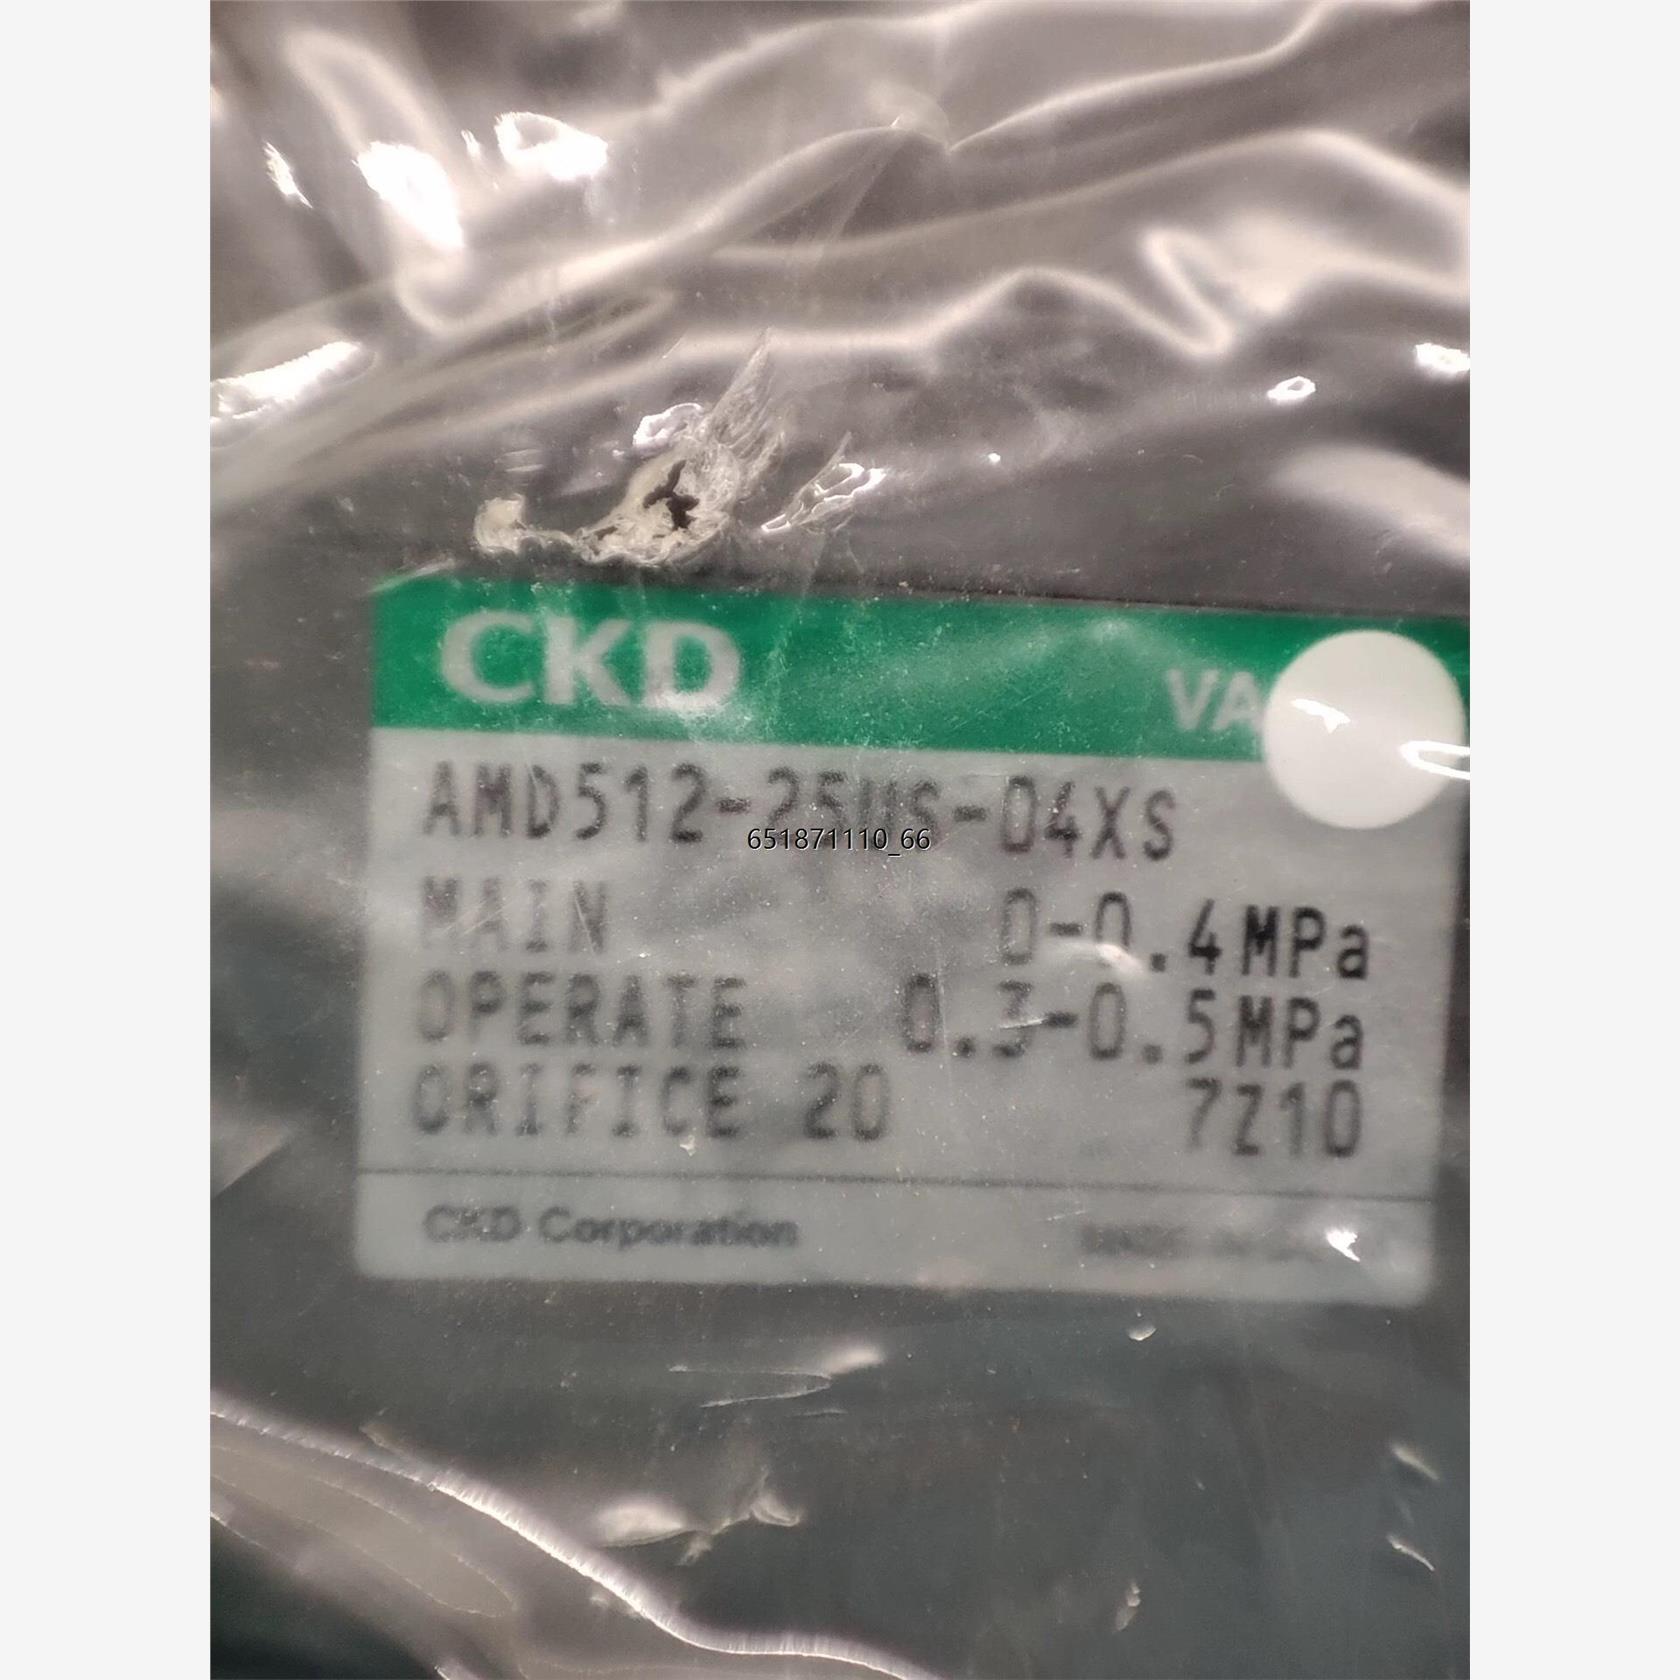 CKD
AMD512-25US-04XS
651871110_66
MAIN 0-0.4MPa
OPERATE 0.3-0.5MPa
ORIFICE 20 7Z10
CKD Corporation